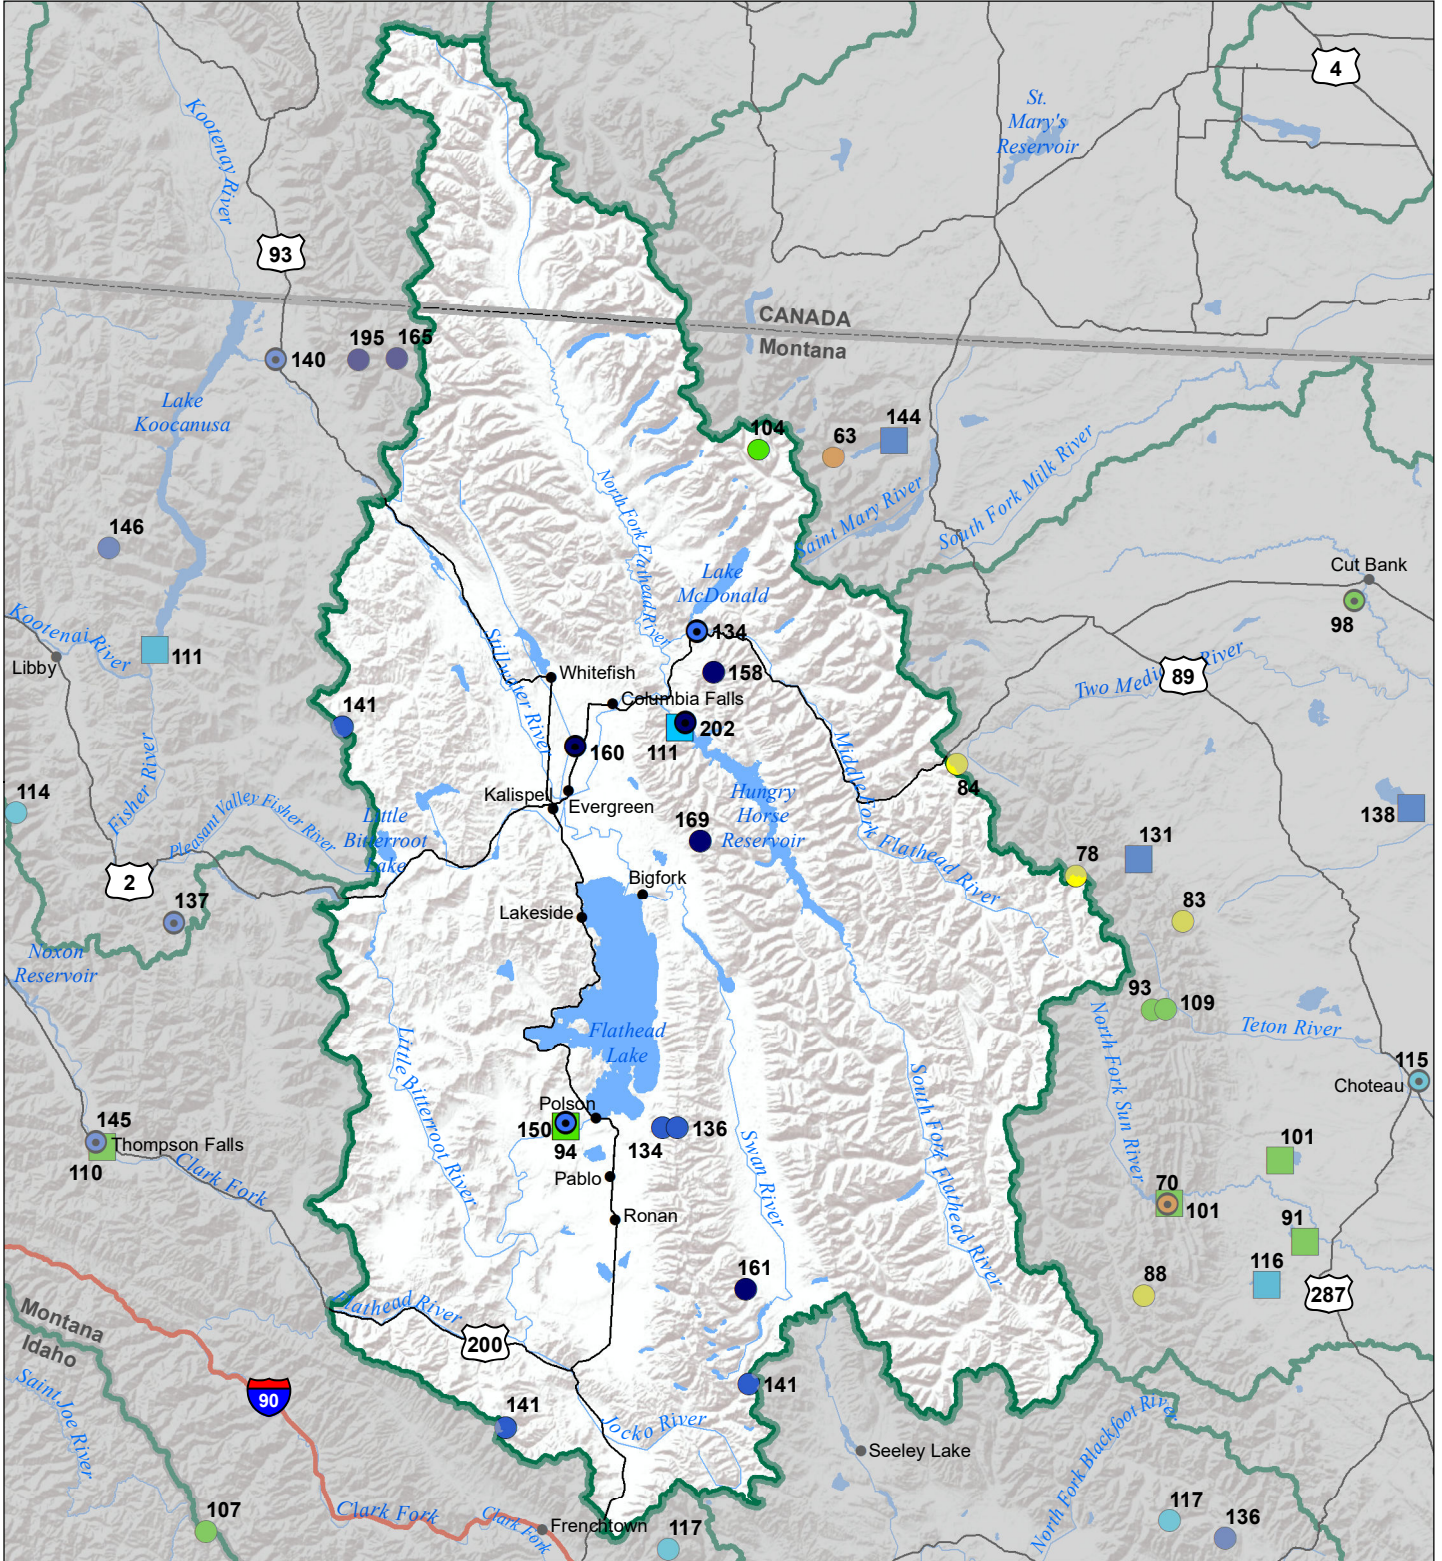 4
St.
Mary's
Reservoir
Kootenay River
93
CANADA
Montana
140
195
165
Lake
Koocanusa
104
63
144
North Fork Flathead River
Saint Mary River
South Fork Milk River
146
Lake
McDonald
Cut Bank
98
Kootenai River
Libby
111
Stillwater River
134
Whitefish
158
Columbia Falls
Two Medi
River
89
141
202
111
160
Middle Fork Flathead River
84
114
Fisher River
Pleasant Valley Fisher River
Little
Bitterroot
Lake
Kalispell
Evergreen
Hungry
Horse
Reservoir
169
138
131
78
2
Bigfork
137
Lakeside
83
Noxon
Reservoir
93
109
North Fork Sun River
Teton River
Flathead
Lake
Little Bitterroot River
South Fork Flathead River
115
Choteau
Polson
150
94
134
136
145
Thompson Falls
110
Clark Fork
Swan River
101
Pablo
70
101
Ronan
91
116
161
88
287
Flathead River
200
Montana
Idaho
Saint Joe River
90
141
141
Jocko River
North Fork Blackfoot River
Seeley Lake
107
Clark Fork
Clark Fork
Frenchtown
117
117
136